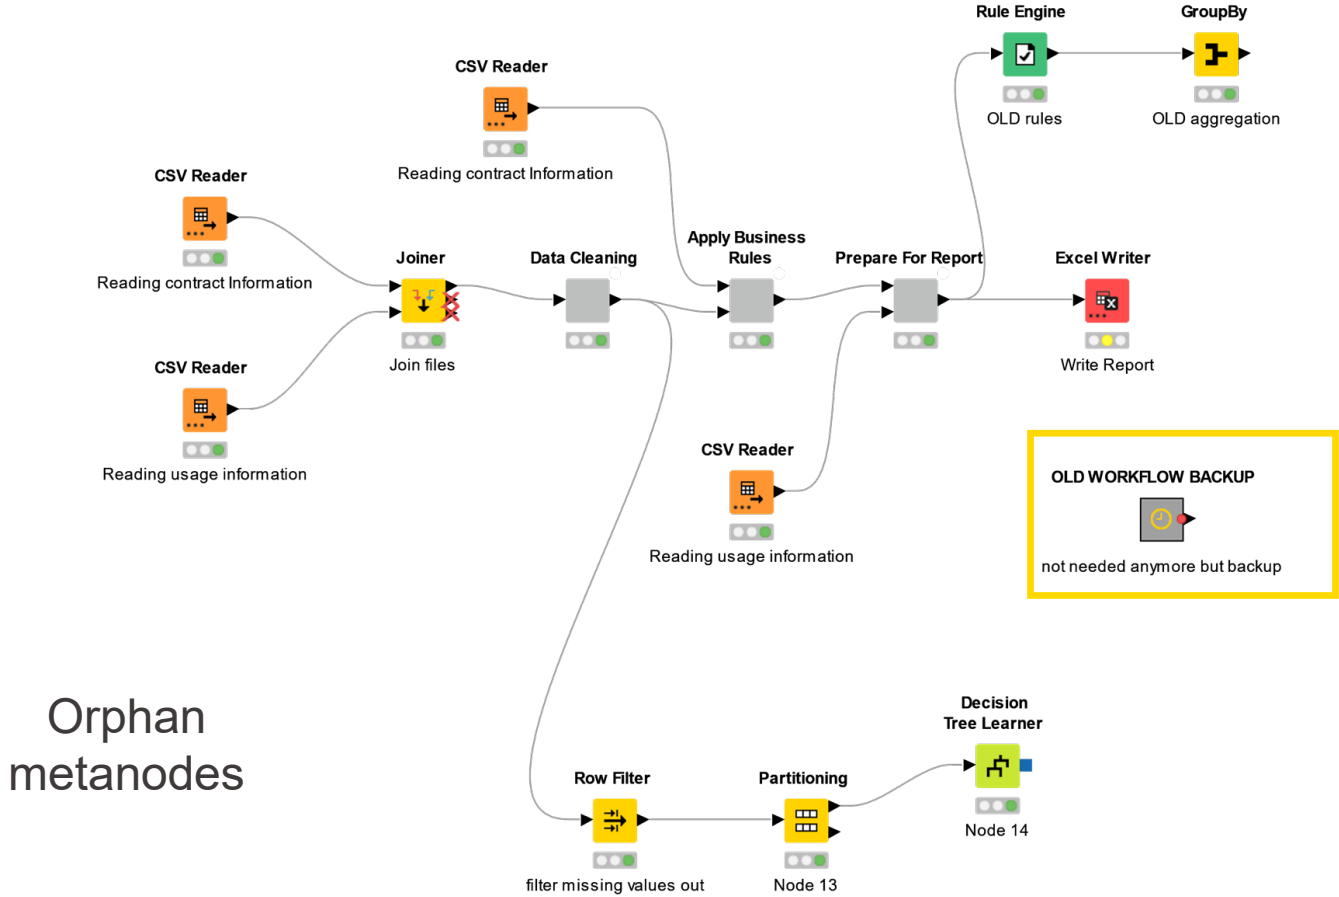 Rule Engine
OLD rules
GroupBy
OLD aggregation
CSV Reader
Reading contract Information
CSV Reader
Reading contract Information
Joiner
Join files
Data Cleaning
Apply Business
Rules
Prepare For Report
Excel Writer
Write Report
CSV Reader
Reading usage information
CSV Reader
Reading usage information
OLD WORKFLOW BACKUP
not needed anymore but backup
Orphan
metanodes
Row Filter
filter missing values out
Partitioning
Node 13
Decision
Tree Learner
Node 14